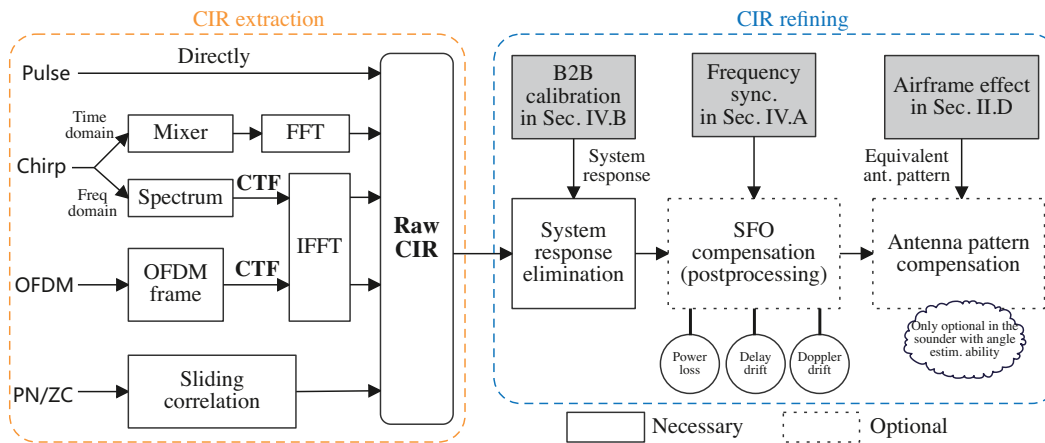 CIR extraction
Pulse
Directly
Time
domain
Mixer
FFT
Chirp
Freq
domain
Spectrum
CTF
IFFT
OFDM
OFDM
frame
CTF
PN/ZC
Sliding
correlation
Raw
CIR
CIR refining
B2B
calibration
in Sec. IV.B
Frequency
sync.
in Sec. IV.A
Airframe effect
in Sec. II.D
System
response
Equivalent
ant. pattern
System
response
elimination
SFO
compensation
(postprocessing)
Antenna pattern
compensation
Power
loss
Delay
drift
Doppler
drift
Only optional in the
sounder with angle
estim. ability
Necessary
Optional